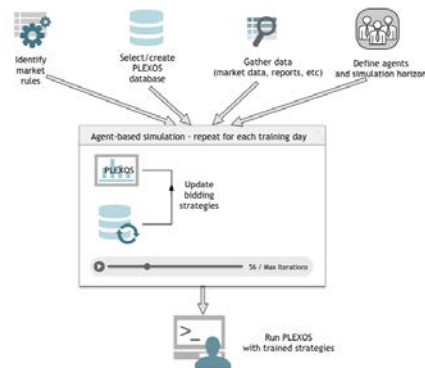 Identify
market
rules
Select/create
PLEXOS
database
Gather data
(market data, reports, etc)
Define agents
and simulation horizon
Agent-based simulation - repeat for each training day
PLEXOS
Update
bidding
strategies
56 / Max Iterations
>_
Run PLEXOS
with trained strategies